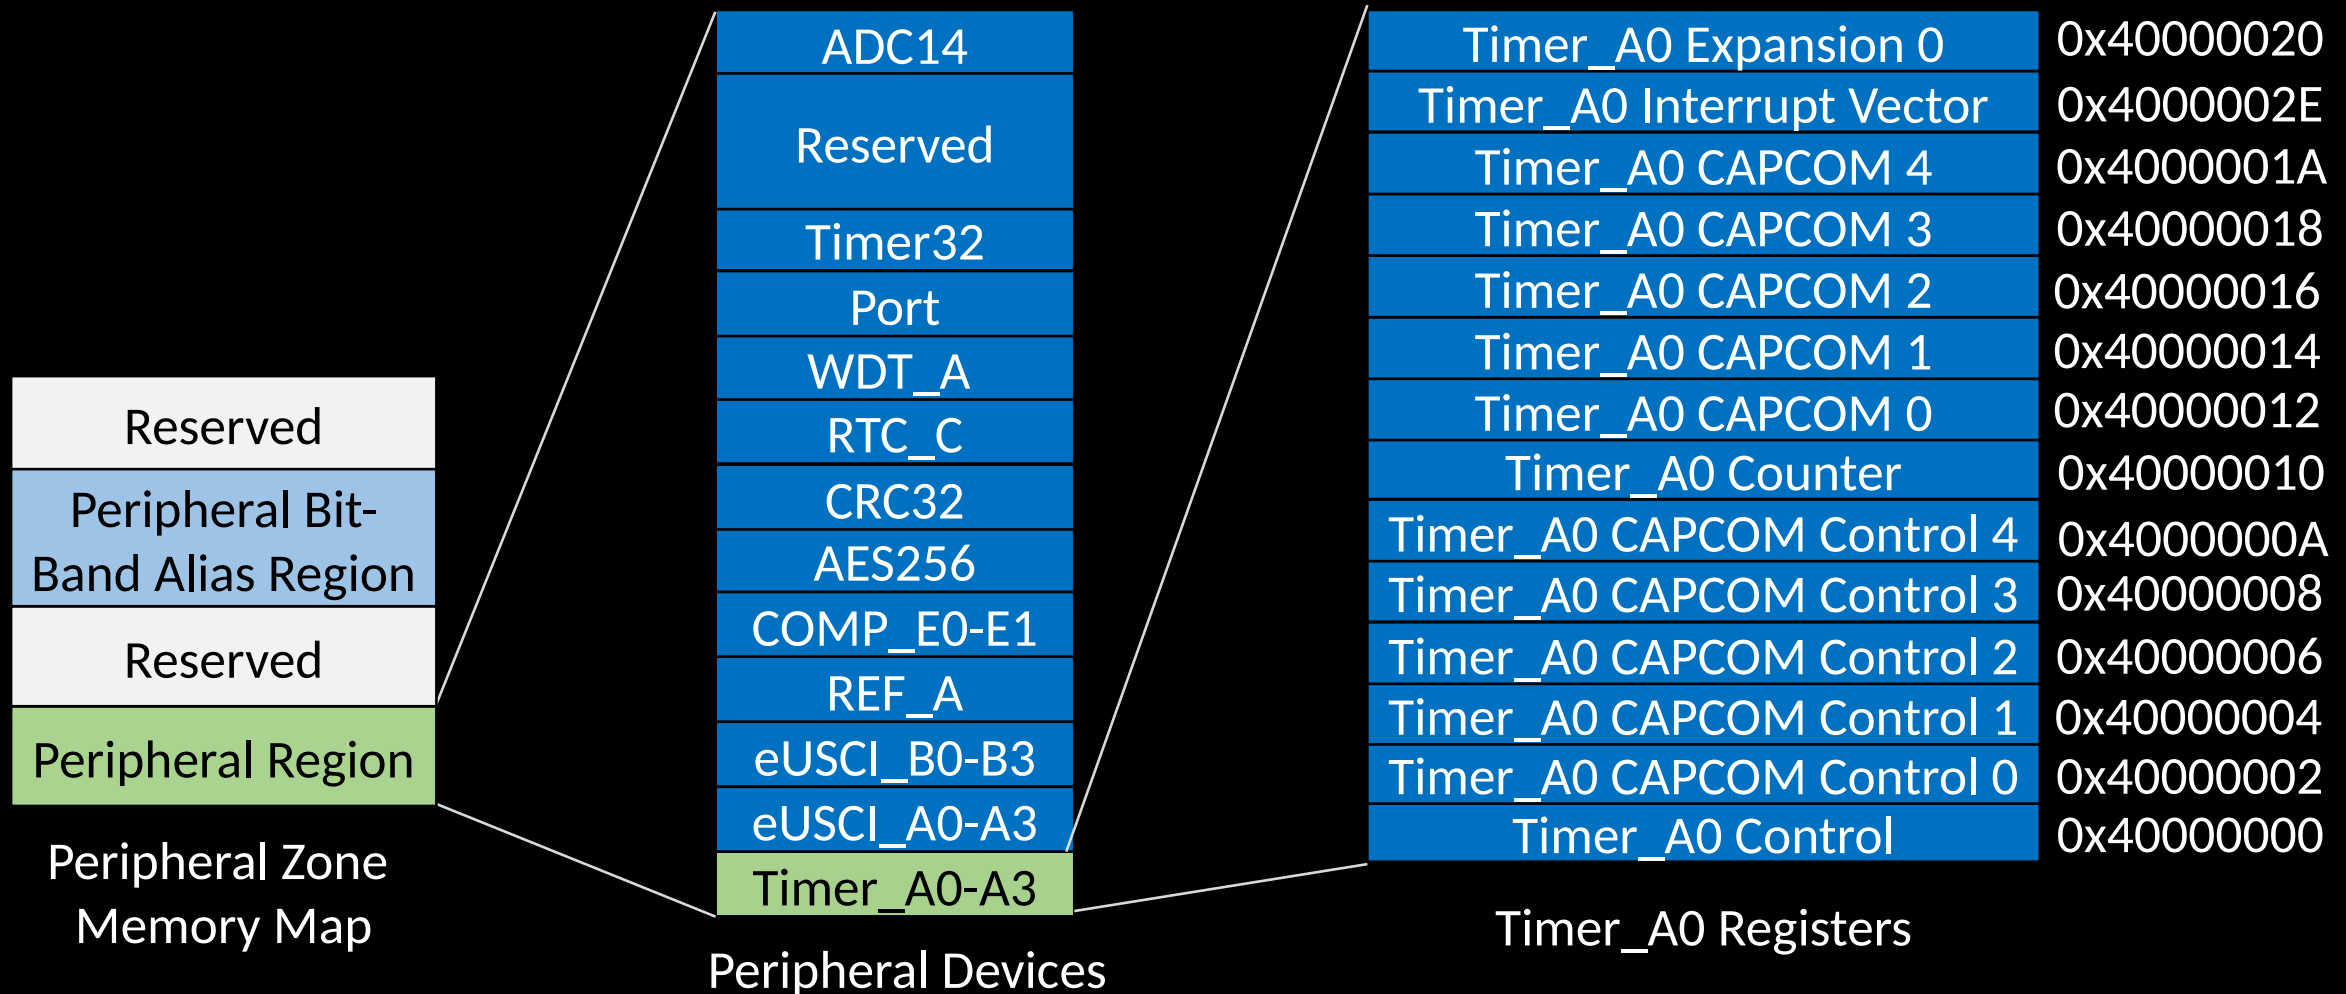 Reserved
Peripheral Bit-
Band Alias Region
Reserved
Peripheral Region
Peripheral Zone
Memory Map
ADC14
Reserved
Timer32
Port
WDT_A
RTC_C
CRC32
AES256
COMP_E0-E1
REF_A
eUSCI_B0-B3
eUSCI_A0-A3
Timer_A0-A3
Peripheral Devices
Timer_A0 Expansion 0 0x40000020
Timer_A0 Interrupt Vector 0x4000002E
Timer_A0 CAPCOM 4 0x4000001A
Timer_A0 CAPCOM 3 0x40000018
Timer_A0 CAPCOM 2 0x40000016
Timer_A0 CAPCOM 1 0x40000014
Timer_A0 CAPCOM 0 0x40000012
Timer_A0 Counter 0x40000010
Timer_A0 CAPCOM Control 4 0x4000000A
Timer_A0 CAPCOM Control 3 0x40000008
Timer_A0 CAPCOM Control 2 0x40000006
Timer_A0 CAPCOM Control 1 0x40000004
Timer_A0 CAPCOM Control 0 0x40000002
Timer_A0 Control 0x40000000
Timer_A0 Registers